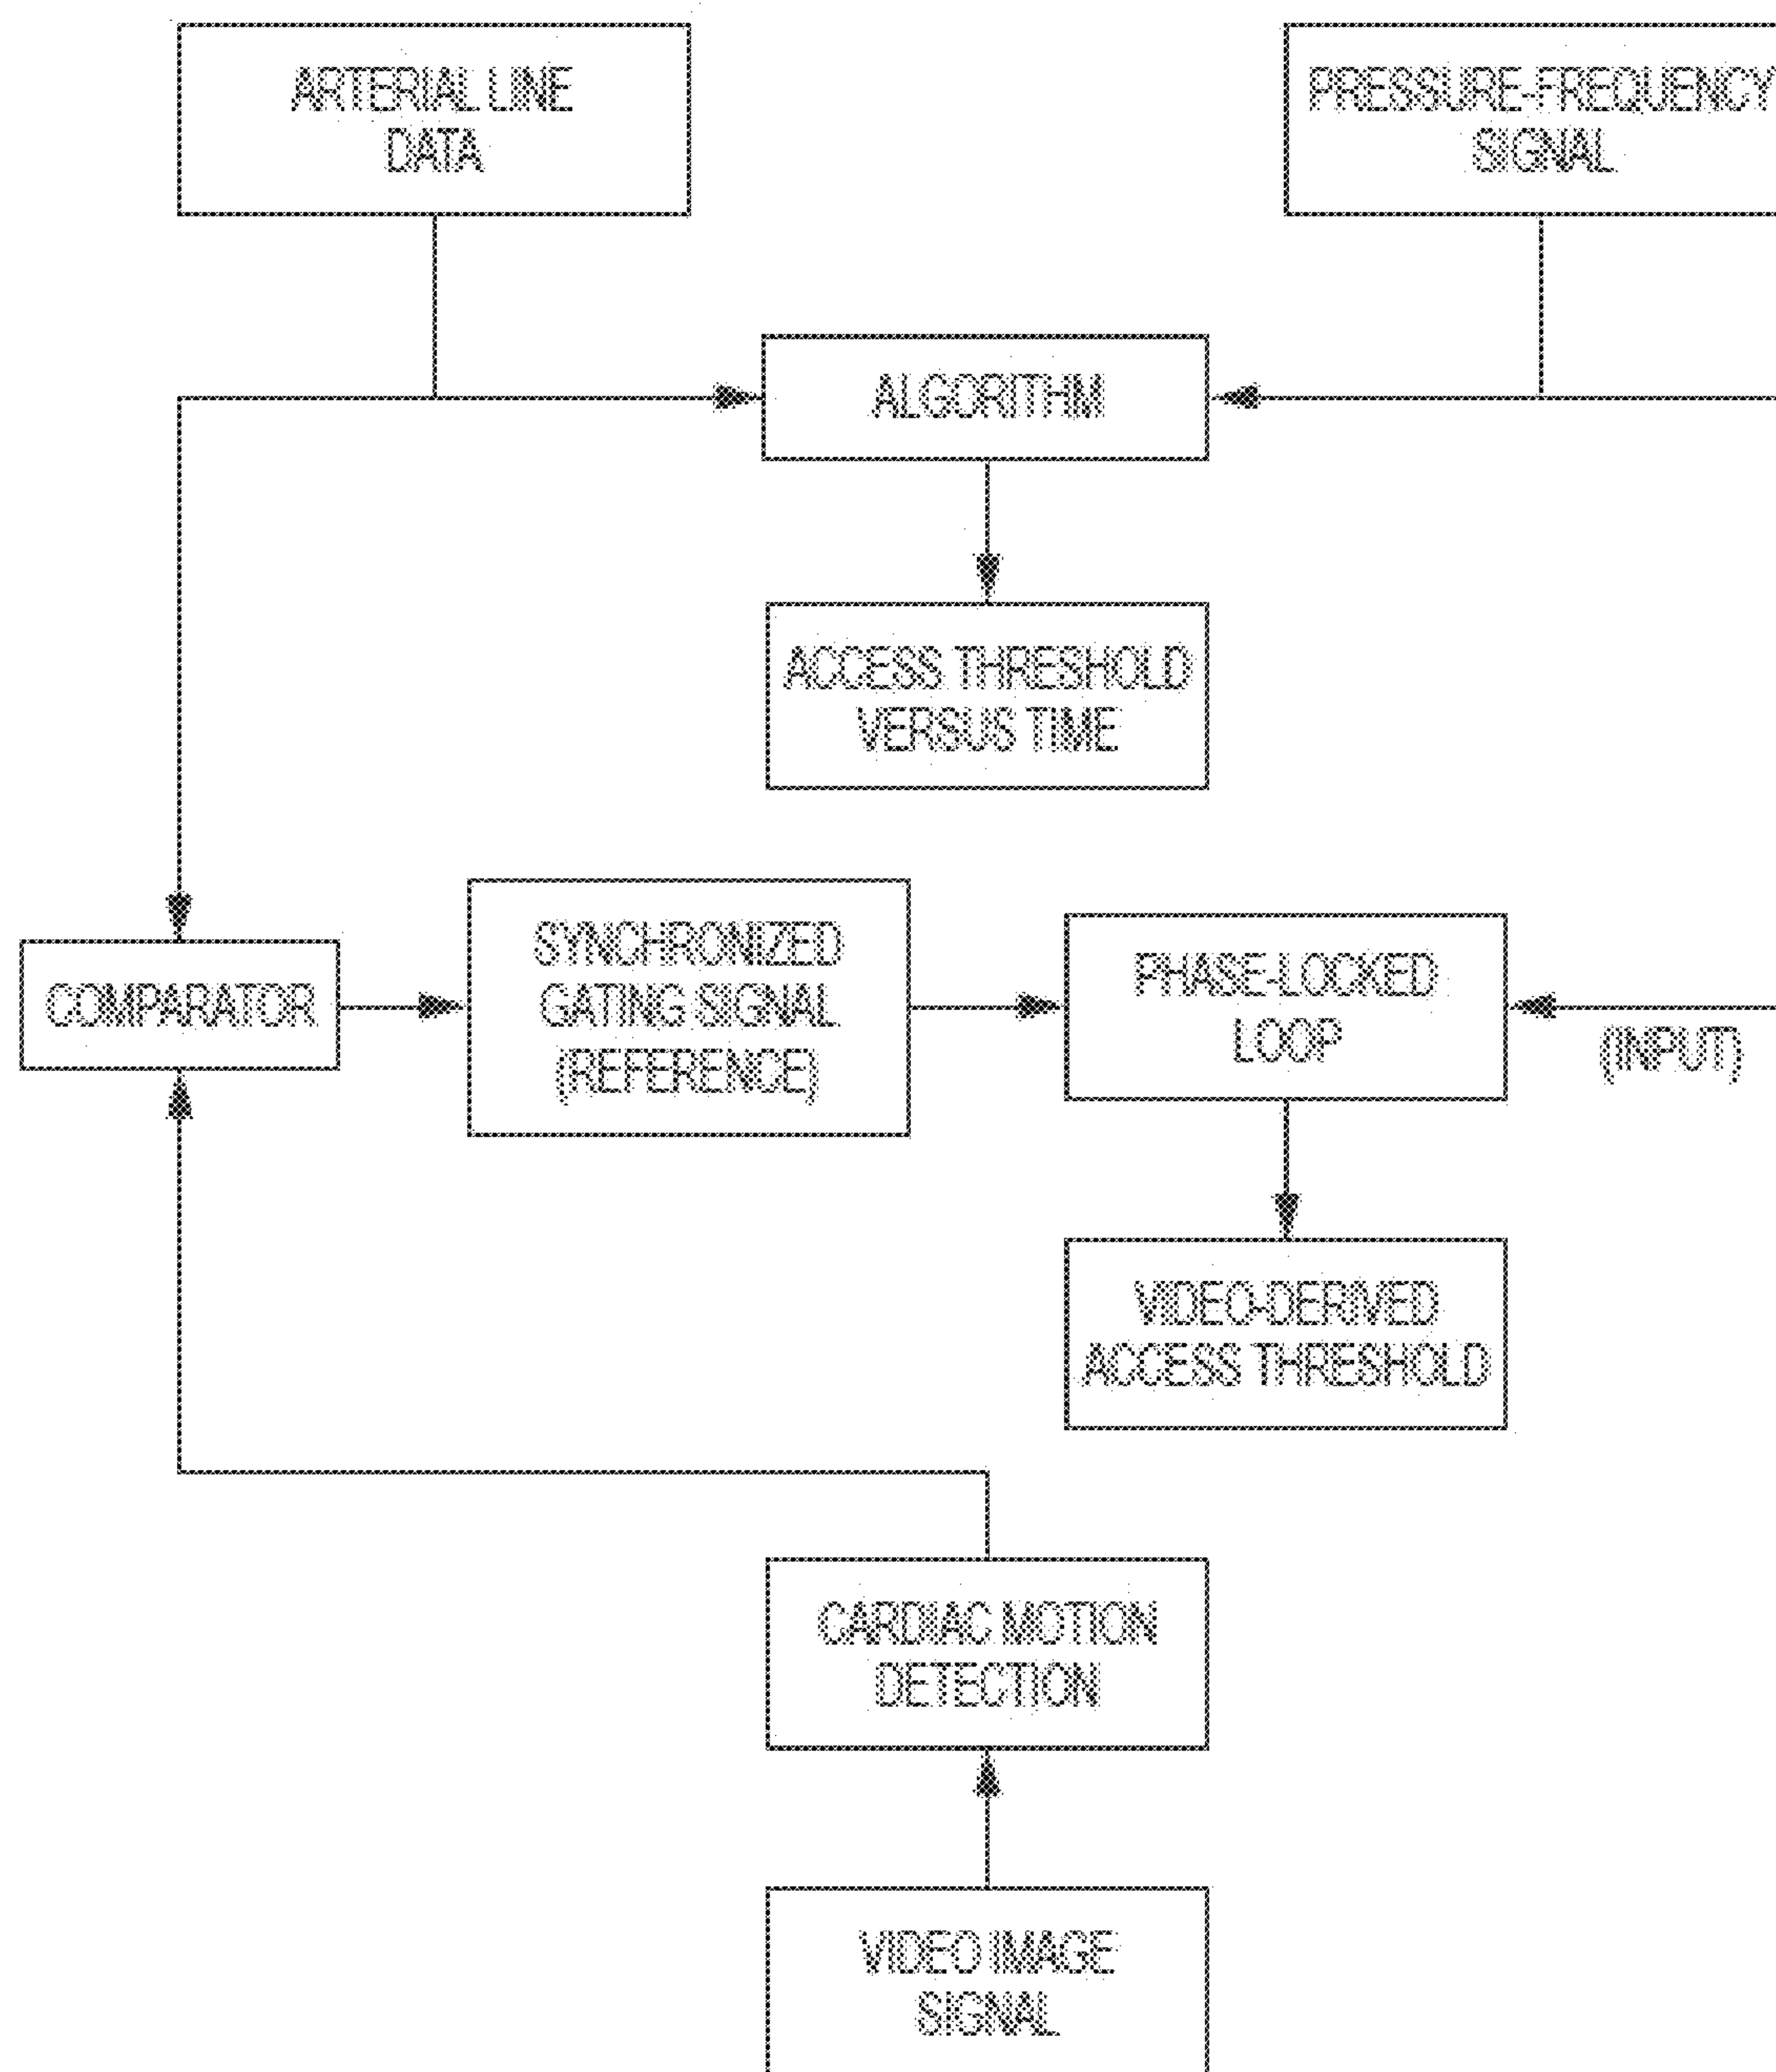 ARTERIAL LINE
DATA
PRESSURE-FREQUENCY
SIGNAL
ALGORITHM
ACCESS THRESHOLD
VERSUS TIME
COMPARATOR
SYNCHRONIZED
GATING SIGNAL
(REFERENCE)
PHASE-LOCKED
LOOP
(INPUT)
VIDEO-DERIVED
ACCESS THRESHOLD
CARDIAC MOTION
DETECTION
VIDEO IMAGE
SIGNAL